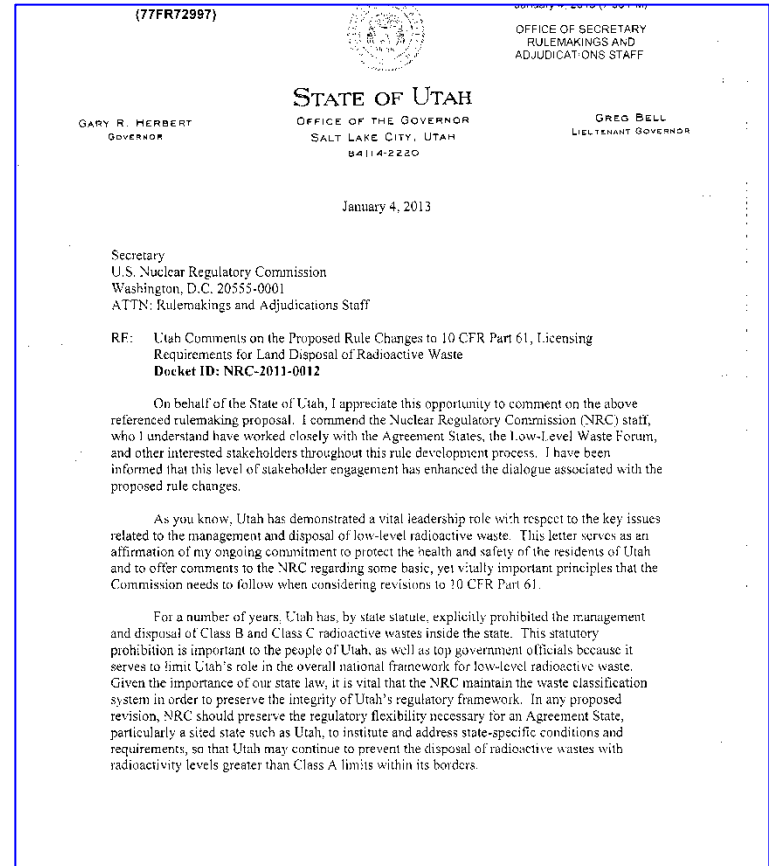 (77FR72997)
OFFICE OF SECRETARY
RULEMAKINGS AND
ADJUDICATIONS STAFF
STATE OF UTAH
GARY R. HERBERT
GOVERNOR
OFFICE OF THE GOVERNOR
SALT LAKE CITY, UTAH
84114-2220
GREG BELL
LIEUTENANT GOVERNOR
January 4, 2013
Secretary
U.S. Nuclear Regulatory Commission
Washington, D.C. 20555-0001
ATTN: Rulemakings and Adjudications Staff
RE: Utah Comments on the Proposed Rule Changes to 10 CFR Part 61, Licensing
Requirements for Land Disposal of Radioactive Waste
Docket ID: NRC-2011-0012
On behalf of the State of Utah, I appreciate this opportunity to comment on the above
referenced rulemaking proposal. I commend the Nuclear Regulatory Commission (NRC) staff,
who I understand have worked closely with the Agreement States, the Low-Level Waste Forum,
and other interested stakeholders throughout this rule development process. I have been
informed that this level of stakeholder engagement has enhanced the dialogue associated with the
proposed rule changes.
As you know, Utah has demonstrated a vital leadership role with respect to the key issues
related to the management and disposal of low-level radioactive waste. This letter serves as an
affirmation of my ongoing commitment to protect the health and safety of the residents of Utah
and to offer comments to the NRC regarding some basic, yet vitally important principles that the
Commission needs to follow when considering revisions to 10 CFR Part 61.
For a number of years, Utah has, by state statute, explicitly prohibited the management
and disposal of Class B and Class C radioactive wastes inside the state. This statutory
prohibition is important to the people of Utah, as well as top government officials because it
serves to limit Utah's role in the overall national framework for low-level radioactive waste.
Given the importance of our state law, it is vital that the NRC maintain the waste classification
system in order to preserve the integrity of Utah's regulatory framework. In any proposed
revision, NRC should preserve the regulatory flexibility necessary for an Agreement State,
particularly a sited state such as Utah, to institute and address state-specific conditions and
requirements, so that Utah may continue to prevent the disposal of radioactive wastes with
radioactivity levels greater than Class A limits within its borders.